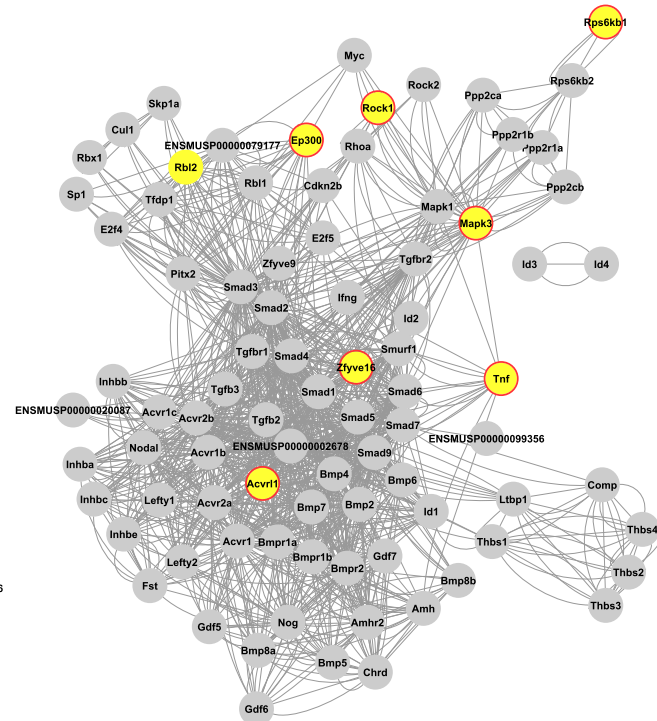 Rps6kb1
Myc
Rock2
Rps6kb2
Ppp2ca
Skp1a
Rock1
Cul1
Ep300
Ppp2r1b
Ppp2r1a
ENSMUSP00000079177
Rhoa
Rbx1
Rbl2
Rbl1
Cdkn2b
Ppp2cb
Sp1
Tfdp1
Mapk1
Mapk3
E2f4
E2f5
Zfyve9
Tgfbr2
Id3
Id4
Pitx2
Smad3
Ifng
Smad2
Id2
Tgfbr1
Smad4
Smurf1
Zfyve16
Tnf
Inhbb
Tgfb3
Smad1
Smad6
ENSMUSP00000020087
Acvr1c
Acvr2b
Tgfb2
Smad5
Smad7
Nodal
ENSMUSP00000002678
ENSMUSP00000099356
Acvr1b
Smad9
Inhba
Bmp4
Bmp6
Acvrl1
Comp
Inhbc
Lefty1
Acvr2a
Bmp7
Bmp2
Ltbp1
Id1
Thbs4
Inhbe
Acvr1
Bmpr1a
Thbs1
Bmpr1b
Gdf7
Lefty2
Bmpr2
Thbs2
Fst
Bmp8b
6
Thbs3
Amh
Gdf5
Nog
Amhr2
Bmp8a
Bmp5
Chrd
Gdf6